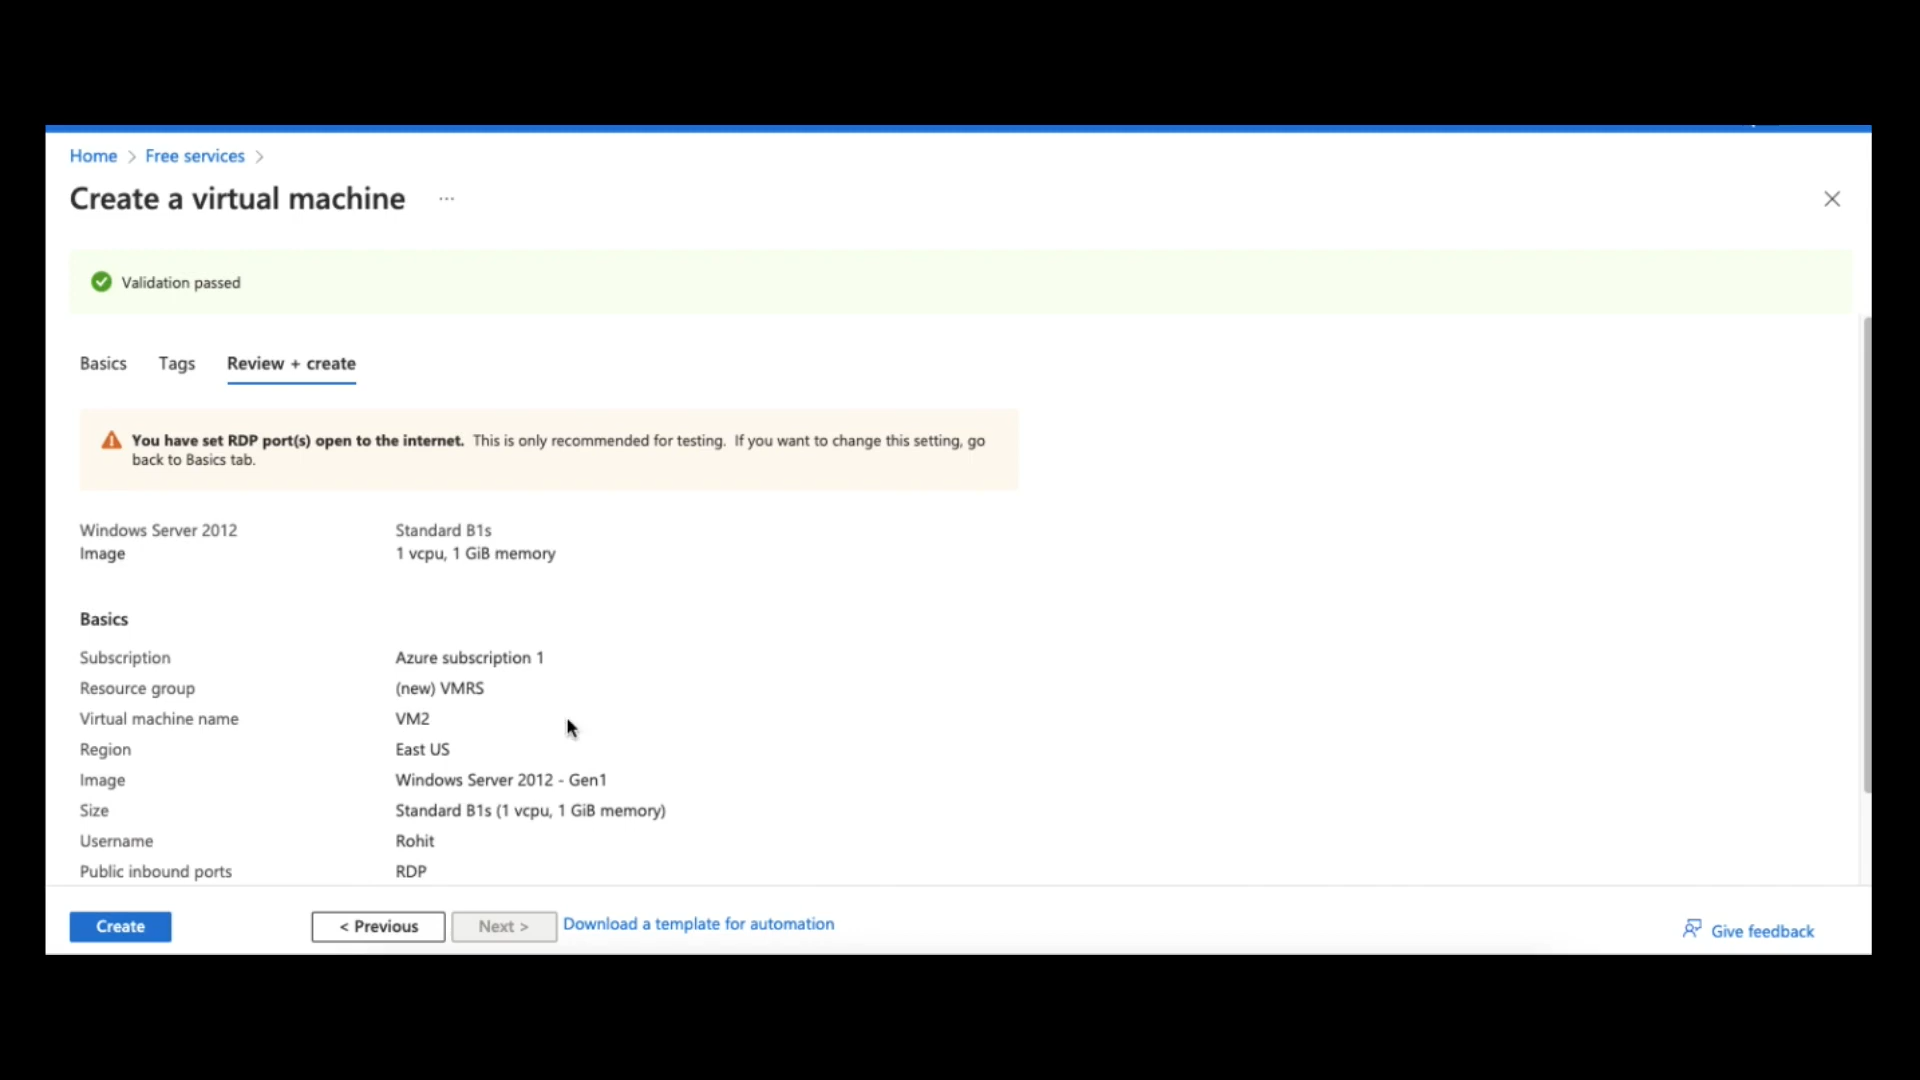 Home > Free services >
Create a virtual machine ...
Validation passed
Basics Tags Review + create
You have set RDP port(s) open to the internet. This is only recommended for testing. If you want to change this setting, go
back to Basics tab.
Windows Server 2012 Standard B1s
Image 1 vcpu, 1 GiB memory
Basics
Subscription Azure subscription 1
Resource group (new) VMRS
Virtual machine name VM2
Region East US
Image Windows Server 2012 - Gen1
Size Standard B1s (1 vcpu, 1 GiB memory)
Username Rohit
Public inbound ports RDP
Create < Previous Next > Download a template for automation Give feedback